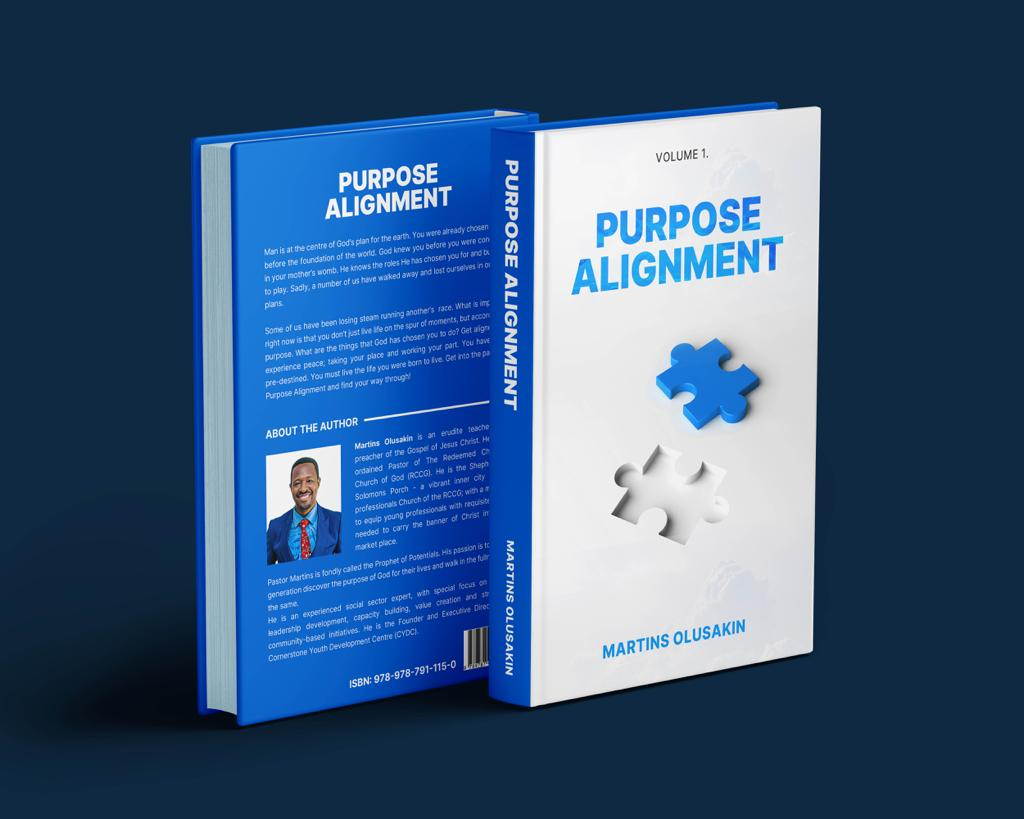 PURPOSE
ALIGNMENT
Man is at the centre of God's plan for the earth. You were already chosen
before the foundation of the world. God knew you before you were
in your mother's womb. He knows the roles He has chosen you for and
to play. Sadly, a number of us have walked away and lost ourselves in
plans.
Some of us have been losing steam running another's race. What is
right now is that you don't just live life on the spur of moments, but
purpose. What are the things that God has chosen you to do? Get
experience peace; taking your place and working your part. You have
pre-destined. You must live the life you were born to live. Get into the
Purpose Alignment and find your way through!
ABOUT THE AUTHOR
Martins Olusakin is an erudite
preacher of the Gospel of Jesus Christ.
ordained Pastor of The Redeemed
Church of God (RCCG). He is the
Solomons Porch - a vibrant inner city
professionals Church of the RCCG; with a
to equip young professionals with
needed to carry the banner of Christ
market place.
Pastor Martins is fondly called the Prophet of Potentials. His passion is
generation discover the purpose of God for their lives and walk in the
the same.
He is an experienced social sector expert, with special focus on
leadership development, capacity building, value creation and
community-based initiatives. He is the Founder and Executive
Cornerstone Youth Development Centre (CYDC).
ISBN: 978-978-791-115-0
PURPOSE ALIGNMENT
MARTINS OLUSAKIN
VOLUME 1.
PURPOSE
ALIGNMENT
MARTINS OLUSAKIN